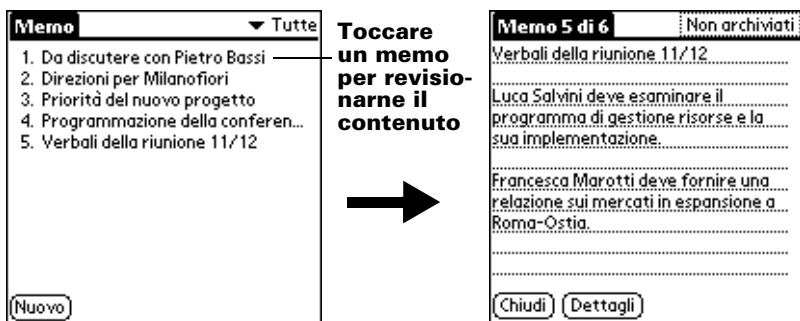 Memo
Tutte
1. Da discutere con Pietro Bassi
2. Direzioni per Milanofiori
3. Priorità del nuovo progetto
4. Programmazione della conferen...
5. Verbali della riunione 11/12
Nuovo
Toccare
un memo
per revisio-
narne il
contenuto
Memo 5 di 6
Non archiviati
Verbali della riunione 11/12
Luca Salvini deve esaminare il
programma di gestione risorse e la
sua implementazione.
Francesca Marotti deve fornire una
relazione sui mercati in espansione a
Roma-Ostia.
Chiudi
Dettagli